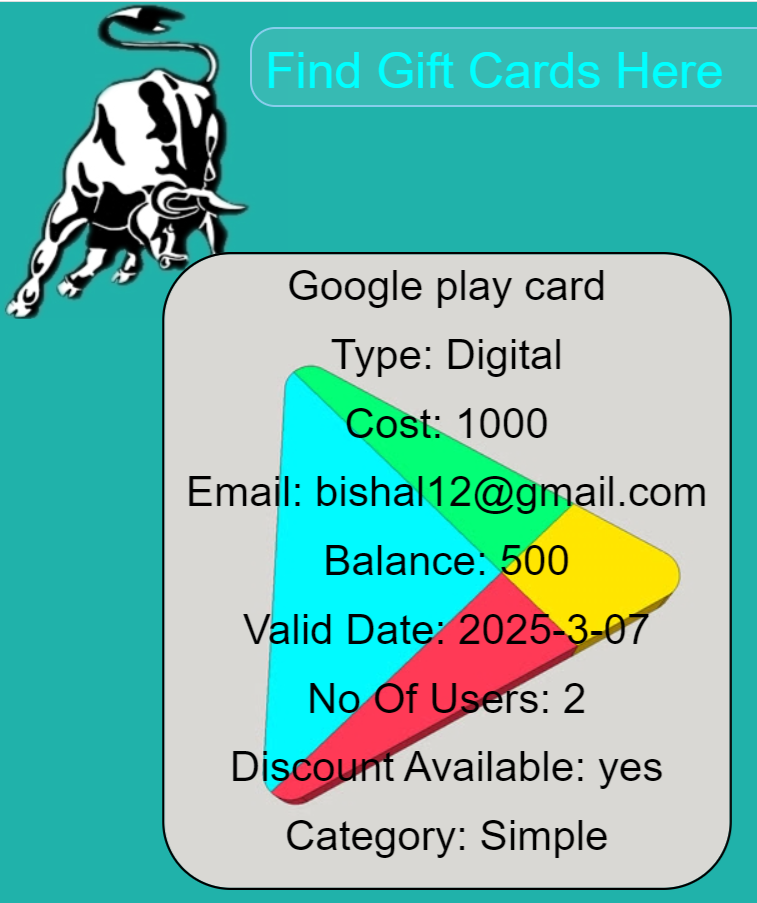 Find Gift Cards Here
Google play card
Type: Digital
Cost: 1000
Email: bishal12@gmail.com
Balance: 500
Valid Date: 2025-3-07
No Of Users: 2
Discount Available: yes
Category: Simple